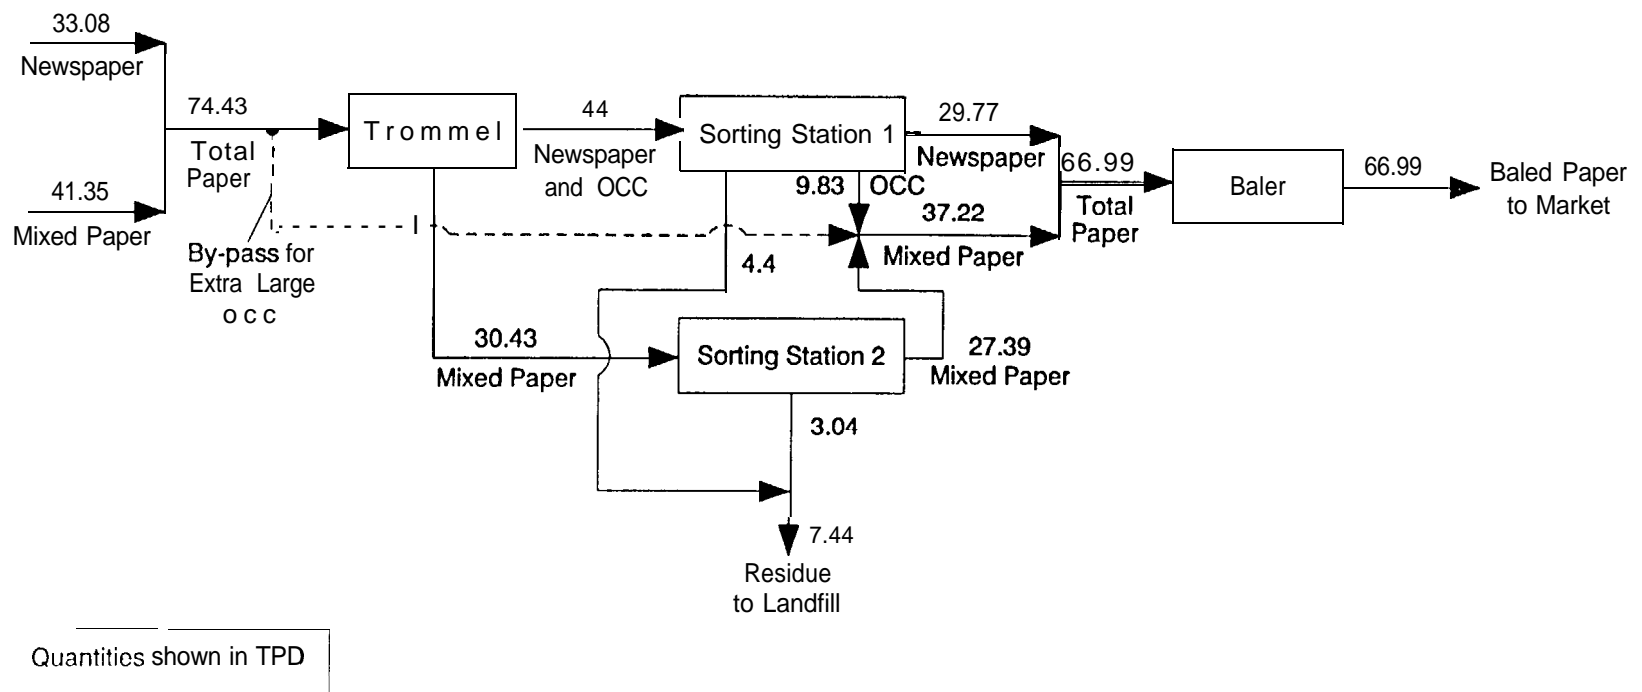 33.08
Newspaper
74.43
Total
Paper
41.35
Mixed Paper
By-pass for
Extra Large
occ
Trommel
44
Newspaper
and OCC
Sorting Station 1
29.77
Newspaper
9.83 OCC
37.22
Mixed Paper
4.4
66.99
Total
Paper
Baler
66.99
Baled Paper
to Market
30.43
Mixed Paper
Sorting Station 2
27.39
Mixed Paper
3.04
7.44
Residue
to Landfill
Quantities shown in TPD